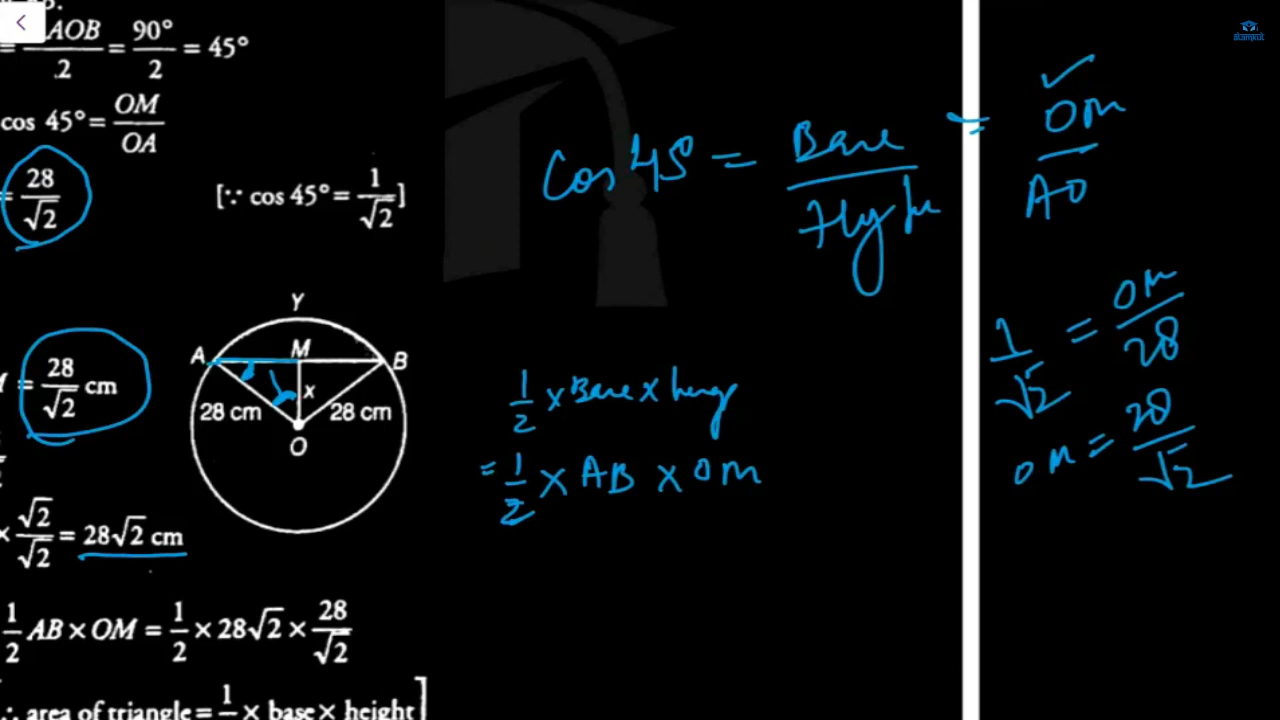 = AOB/2 = 90°/2 = 45°
cos 45° = OM/OA
= 28/√2 [∵ cos 45° = 1/√2]
= 28/√2 cm
× √2/√2 = 28√2 cm
1/2 AB × OM = 1/2 × 28√2 × 28/√2
∴ area of triangle = 1/ × base × height]
Y
A M B
x
28 cm 28 cm
O
Cos 45° = Base/ = OM/AO
1/√2 = OM/28
OM = 28/√2
1/2 × Base ×
= 1/2 × AB × OM